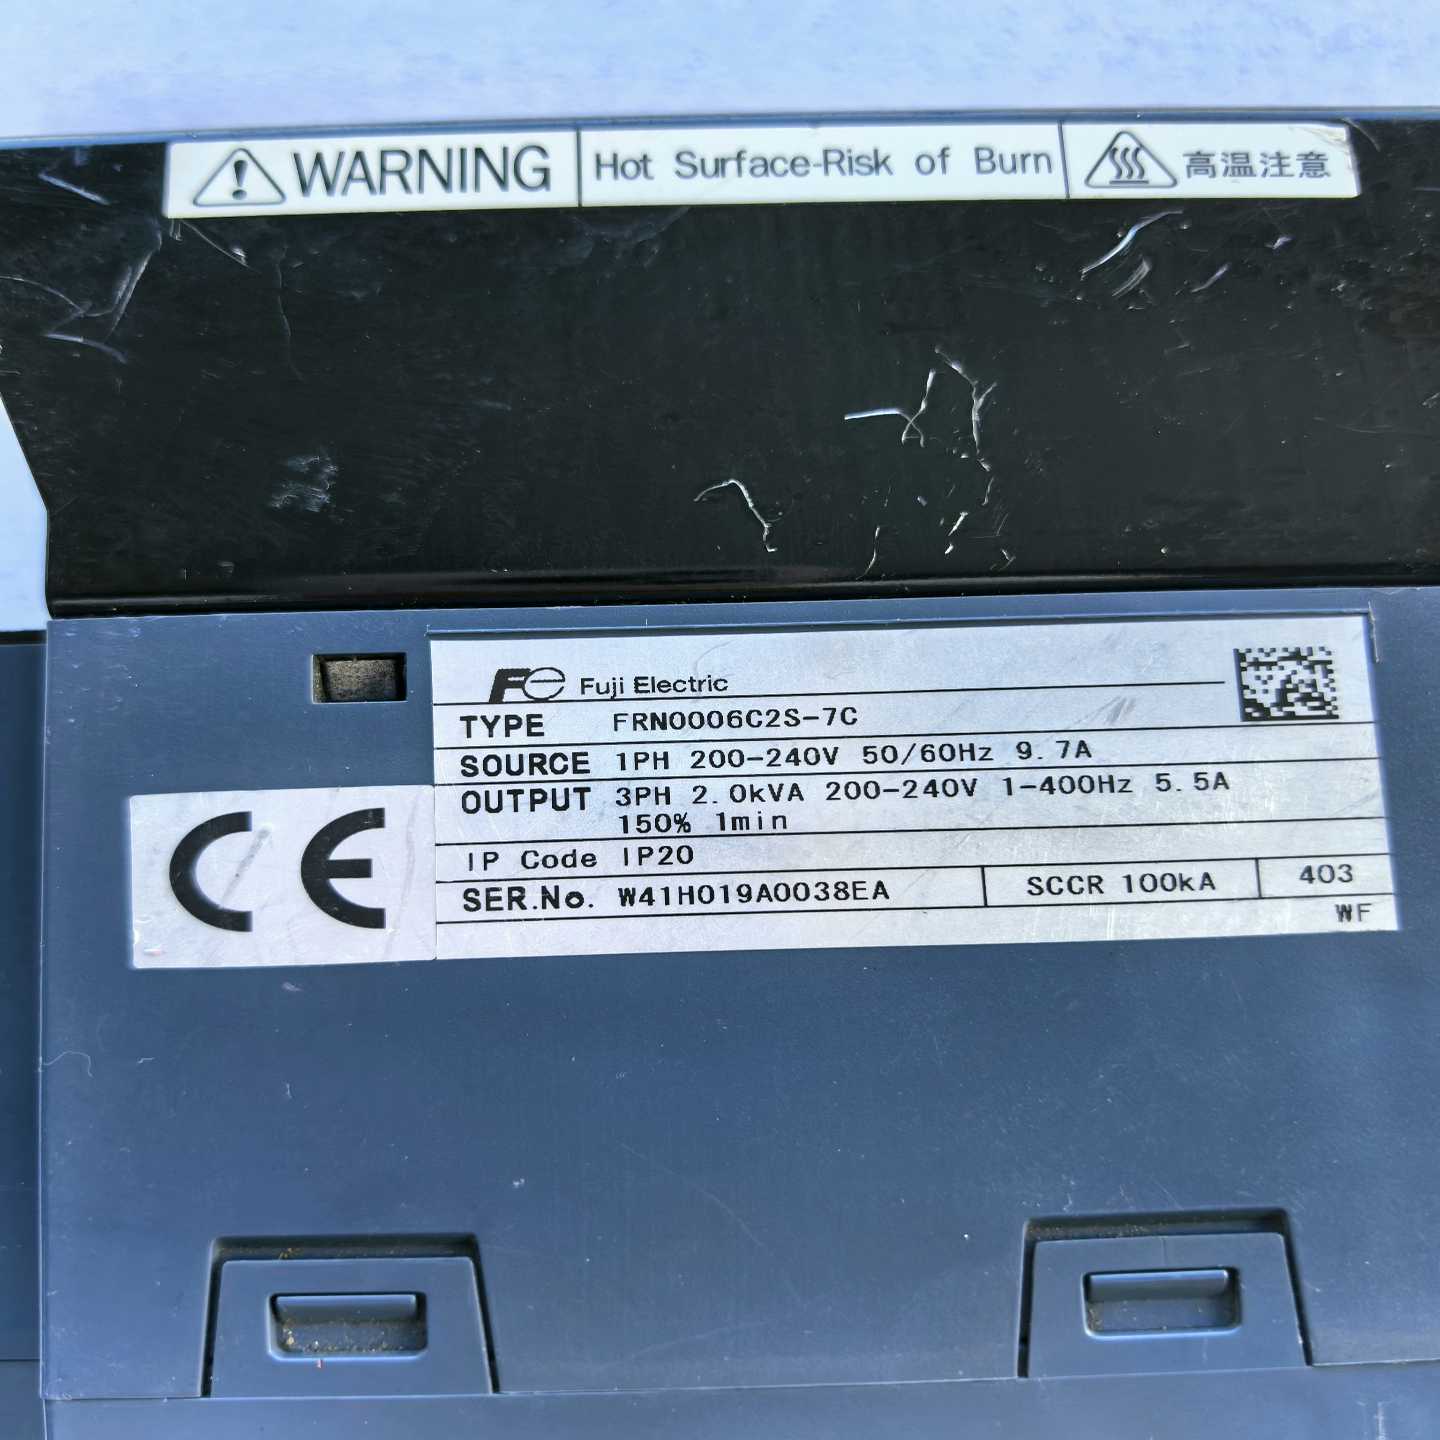 WARNING Hot Surface-Risk of Burn 高温注意
Fe Fuji Electric
TYPE FRN0006C2S-7C
SOURCE 1PH 200-240V 50/60Hz 9.7A
OUTPUT 3PH 2.0kVA 200-240V 1-400Hz 5.5A
150% 1min
IP Code IP20
SER.No. W41H019A0038EA SCCR 100kA 403
WF
CE